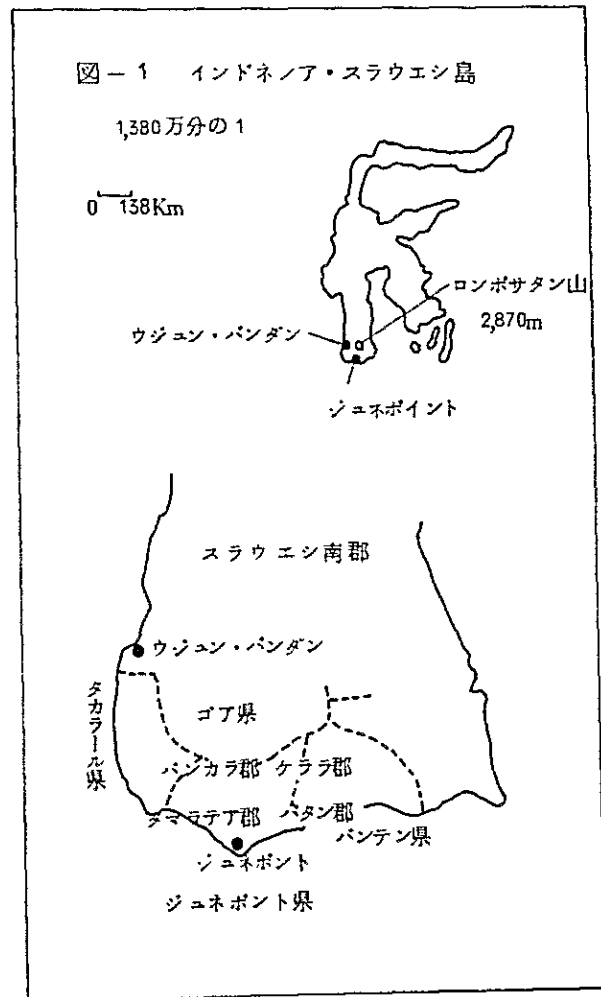 図－1　インドネノア・スラウエシ島
1,380万分の1
0　138Km
ロンポサタン山
2,870m
ウジュン・パンダン
ジュネポイント
スラウエシ南郡
ウジュン・パンダン
タカラール県
ゴア県
バンカラ郡　ケララ郡
タマラテア郡　バタン郡
バンテン県
ジュネポント
ジュネポント県